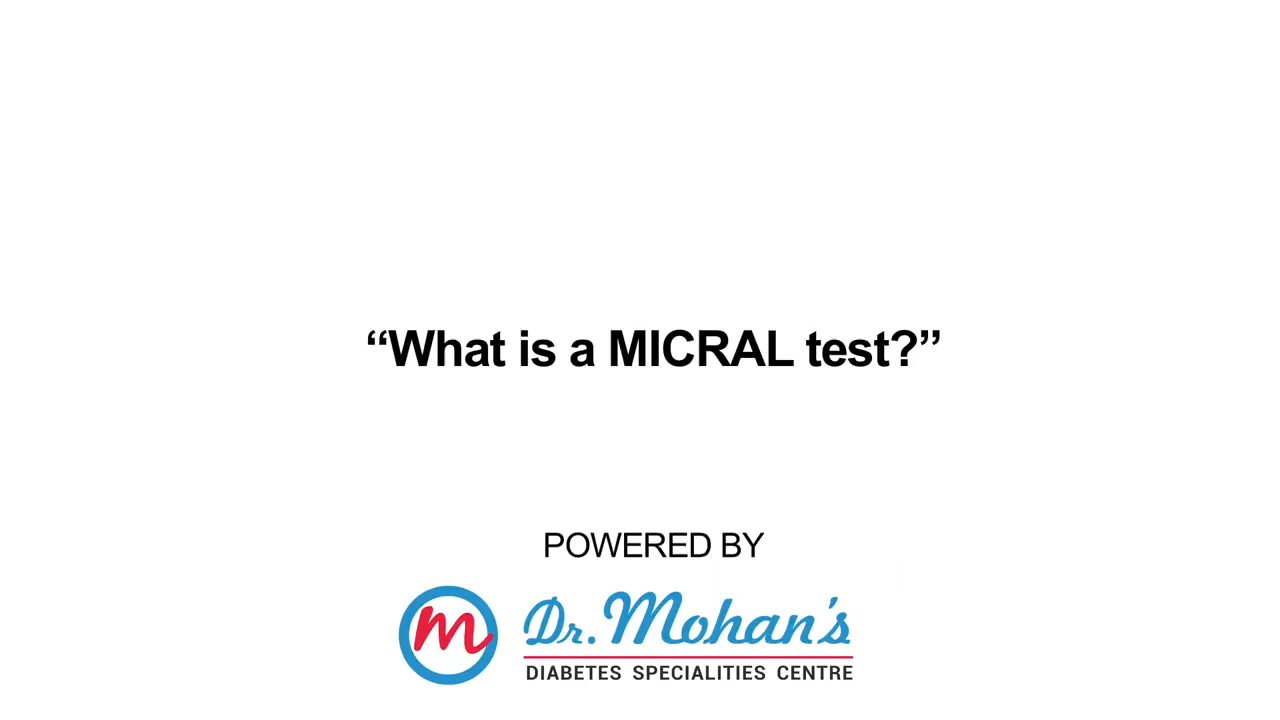 “What is a MICRAL test?”
POWERED BY
m Dr. Mohan's
DIABETES SPECIALITIES CENTRE